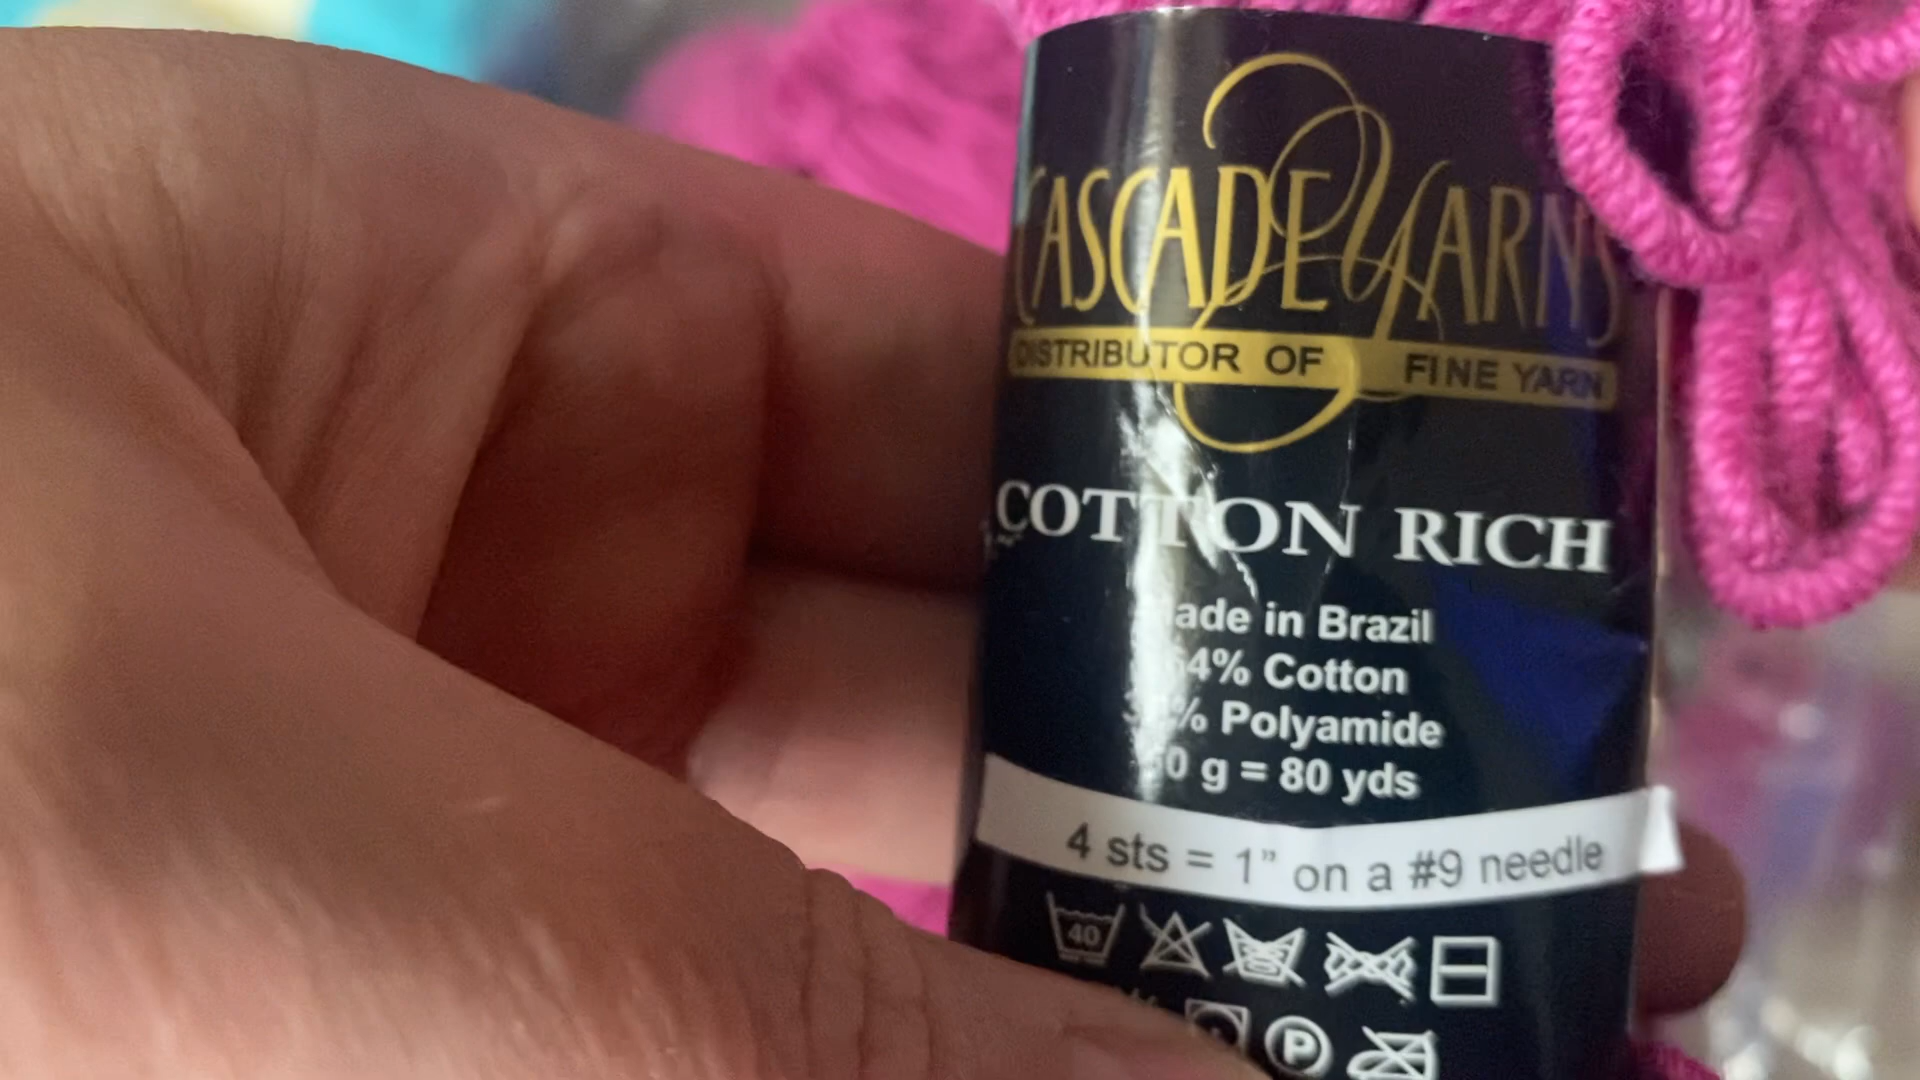 CASCADE YARNS
DISTRIBUTOR OF FINE YARN
COTTON RICH
Made in Brazil
64% Cotton
% Polyamide
50 g = 80 yds
4 sts = 1” on a #9 needle
40
P